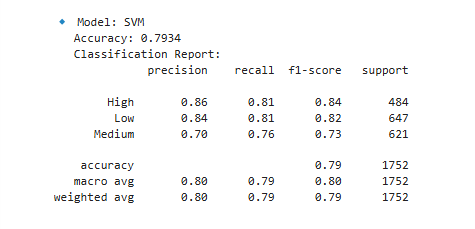 🔹 Model: SVM
Accuracy: 0.7934
Classification Report:
precision recall f1-score support
High 0.86 0.81 0.84 484
Low 0.84 0.81 0.82 647
Medium 0.70 0.76 0.73 621
accuracy 0.79 1752
macro avg 0.80 0.79 0.80 1752
weighted avg 0.80 0.79 0.79 1752